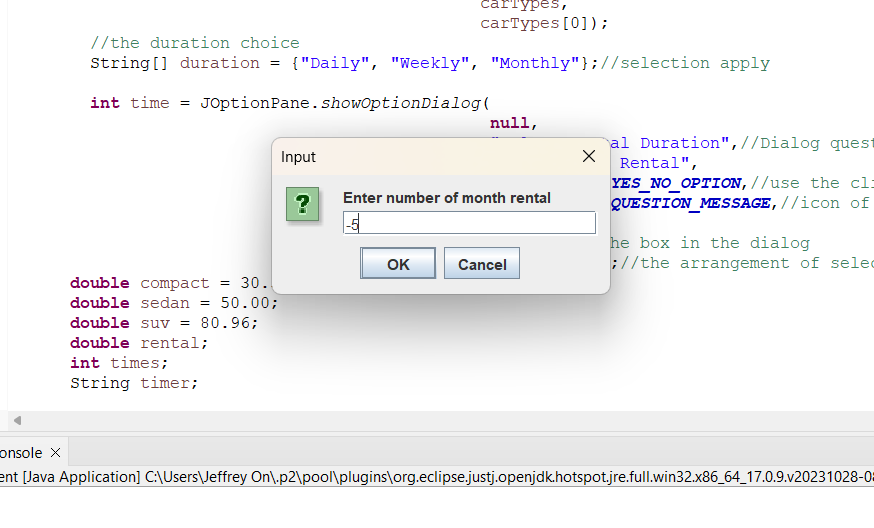 carTypes,
carTypes[0]);
//the duration choice
String[] duration = {"Daily", "Weekly", "Monthly"};//selection apply
int time = JOptionPane.showOptionDialog(
null,
al Duration",//Dialog quest
Rental",
YES_NO_OPTION,//use the cli
QUESTION_MESSAGE,//icon of
he box in the dialog
;//the arrangement of selec
Input
Enter number of month rental
-5
OK Cancel
double compact = 30.
double sedan = 50.00;
double suv = 80.96;
double rental;
int times;
String timer;
onsole
ent [Java Application] C:\Users\Jeffrey On\.p2\pool\plugins\org.eclipse.justj.openjdk.hotspot.jre.full.win32.x86_64_17.0.9.v20231028-08